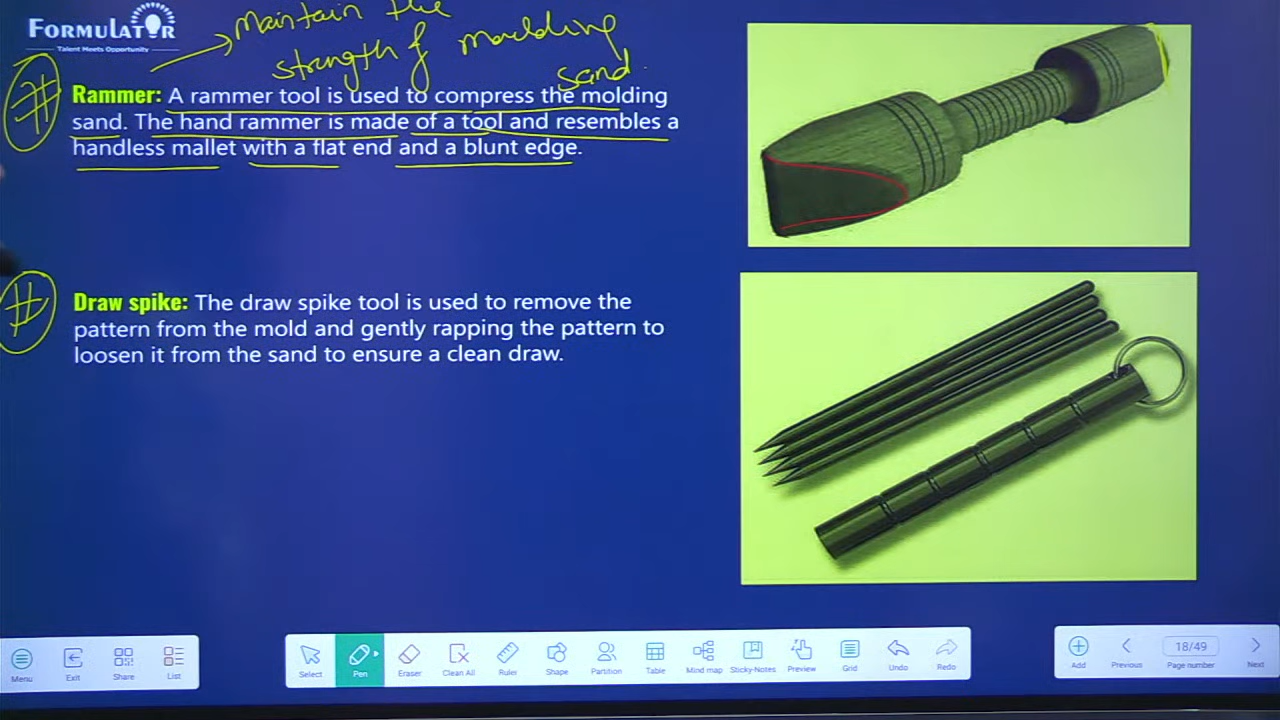 FORMULATOR
Talent Meets Opportunity
Maintain the
strength of moulding
sand.
#
Rammer: A rammer tool is used to compress the molding
sand. The hand rammer is made of a tool and resembles a
handless mallet with a flat end and a blunt edge.
#
Draw spike: The draw spike tool is used to remove the
pattern from the mold and gently rapping the pattern to
loosen it from the sand to ensure a clean draw.
Menu Exit Share List Select Pen Eraser Clean All Ruler Shape Partition Table Mind map Sticky-Notes Preview Grid Undo Redo Add Previous 18/49 Page number Next